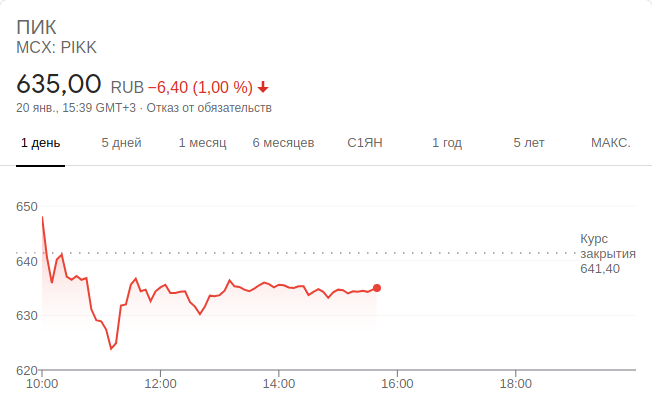 ПИК
MCX: PIKK
635,00 RUB −6,40 (1,00 %)
20 янв., 15:39 GMT+3 · Отказ от обязательств
1 день 5 дней 1 месяц 6 месяцев С1ЯН 1 год 5 лет МАКС.
650
Курс
закрытия
641,40
640
630
620
10:00 12:00 14:00 16:00 18:00